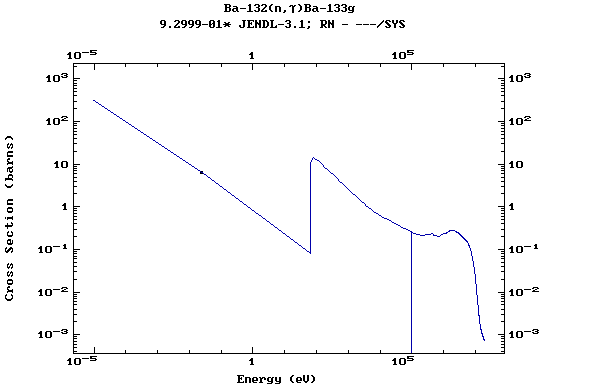 Ba-132(n,γ)Ba-133g
9.2999-01* JENDL-3.1; RN - ---/SYS
10⁻⁵ 10⁵
10³ 10³
10² 10²
10 10
1 1
10⁻¹ 10⁻¹
10⁻² 10⁻²
10⁻³ 10⁻³
10⁻⁵ 1 10⁵
Cross Section (barns)
Energy (eV)